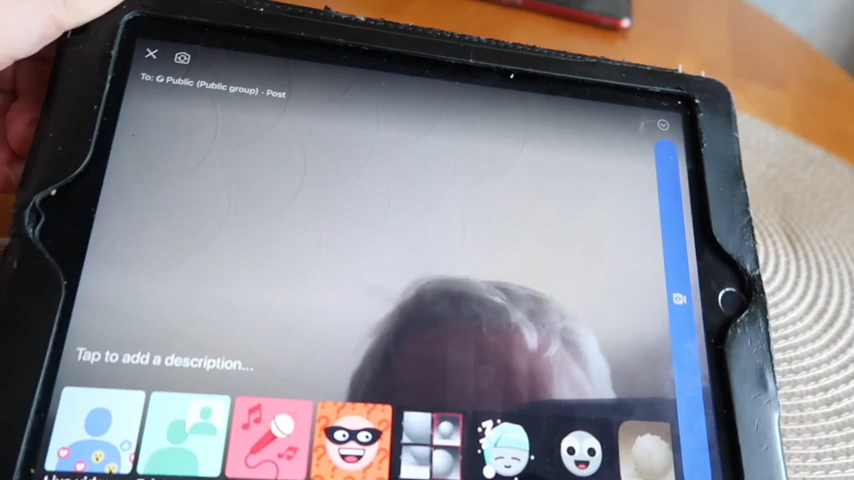 To: Public (Public group) · Post
Tap to add a description...